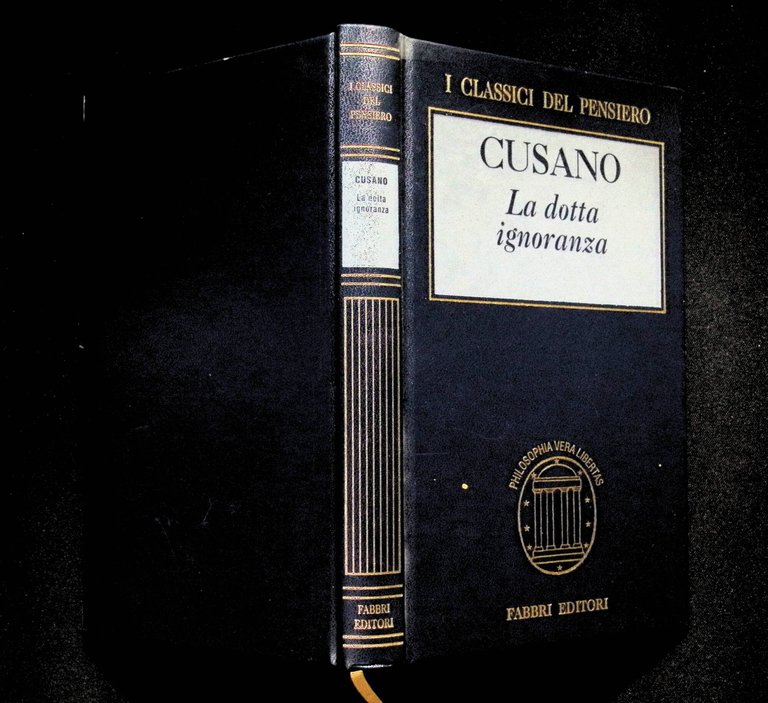 I CLASSICI
DEL
PENSIERO
CUSANO
La dotta
ignoranza
FABBRI
EDITORI
I CLASSICI DEL PENSIERO
CUSANO
La dotta
ignoranza
PHILOSOPHIA VERA LIBERTAS
FABBRI EDITORI